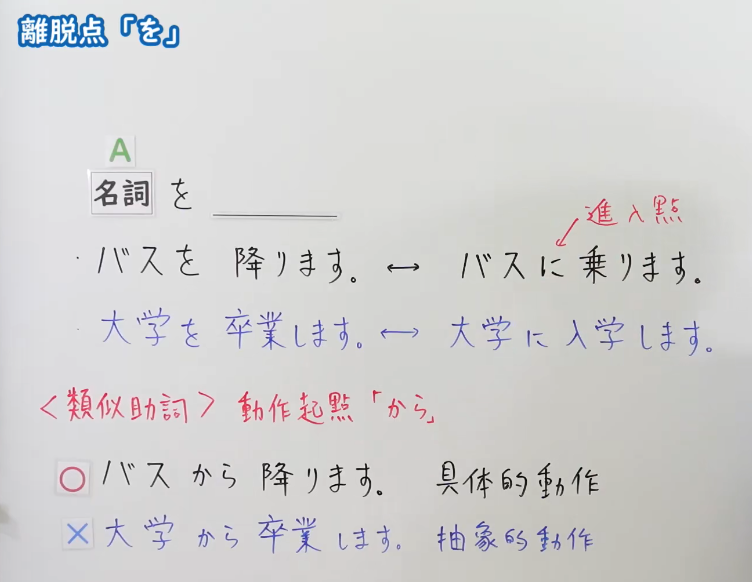 離脱点「を」
A
名詞を
・バスを降ります。↔バスに乗ります。
進入點
・大学を卒業します。↔大学に入学します。
〈類似助詞〉動作起點「から」
○バスから降ります。具体的動作
×大学から卒業します。抽象的動作